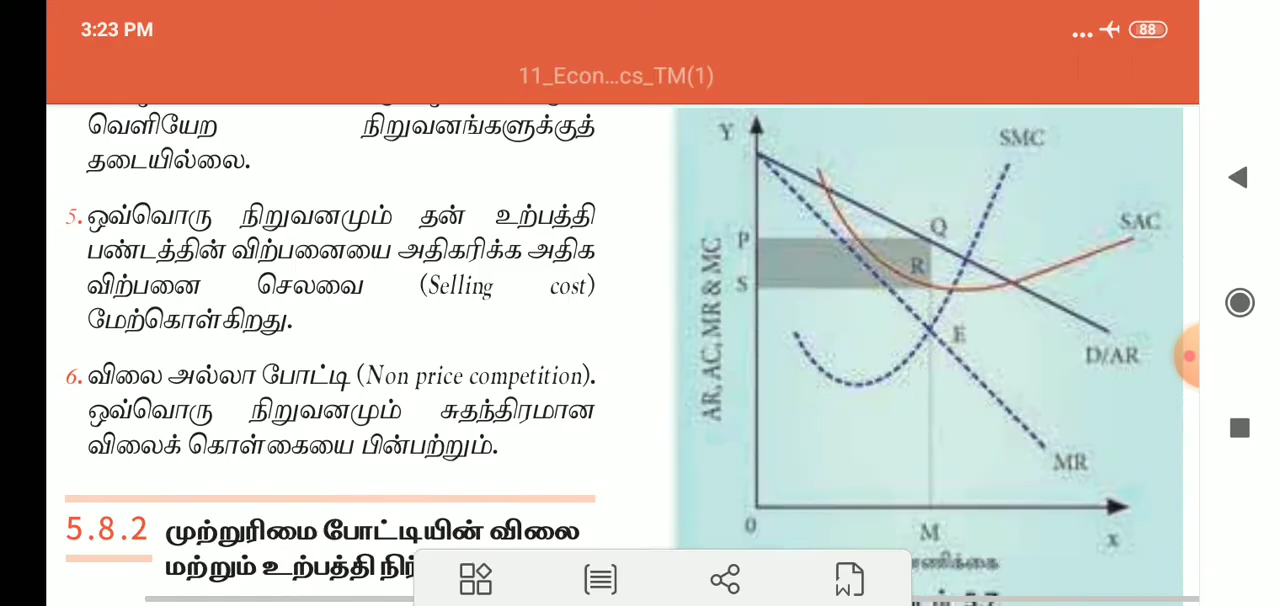 3:23 PM
88
11_Econ...cs_TM(1)
வெளியேற நிறுவனங்களுக்குத்
தடையில்லை.
5. ஒவ்வொரு நிறுவனமும் தன் உற்பத்தி
பண்டத்தின் விற்பனையை அதிகரிக்க அதிக
விற்பனை செலவை (Selling cost)
மேற்கொள்கிறது.
6. விலை அல்லா போட்டி (Non price competition).
ஒவ்வொரு நிறுவனமும் சுதந்திரமான
விலைக் கொள்கையை பின்பற்றும்.
5.8.2 முற்றுரிமை போட்டியின் விலை
மற்றும் உற்பத்தி
Y
SMC
SAC
Q
P
R
S
E
D/AR
AR, AC, MR & MC
MR
0
M
x
W